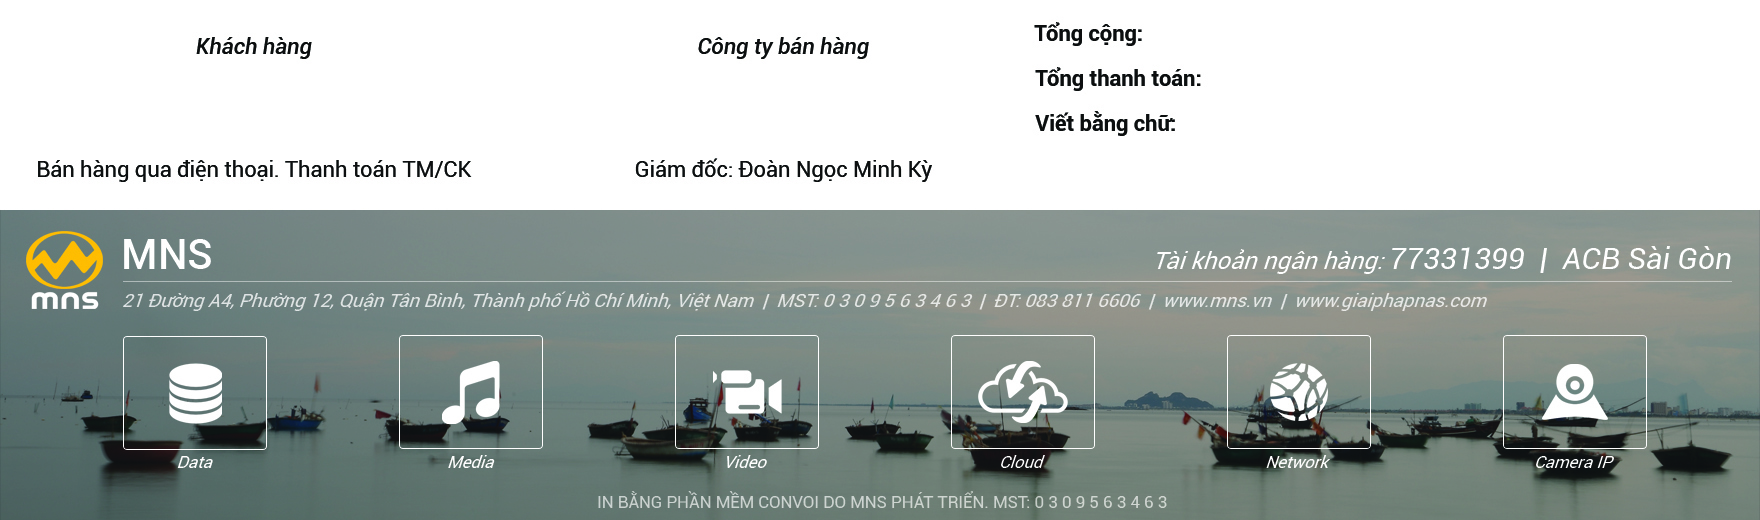 Khách hàng
Công ty bán hàng
Tổng cộng:
Tổng thanh toán:
Viết bằng chữ:
Bán hàng qua điện thoại. Thanh toán TM/CK
Giám đốc: Đoàn Ngọc Minh Kỳ
mns
MNS
Tài khoản ngân hàng: 77331399 | ACB Sài Gòn
21 Đường A4, Phường 12, Quận Tân Bình, Thành phố Hồ Chí Minh, Việt Nam | MST: 0 3 0 9 5 6 3 4 6 3 | ĐT: 083 811 6606 | www.mns.vn | www.giaiphapnas.com
Data
Media
Video
Cloud
Network
Camera IP
IN BẰNG PHẦN MỀM CONVOI DO MNS PHÁT TRIỂN. MST: 0 3 0 9 5 6 3 4 6 3